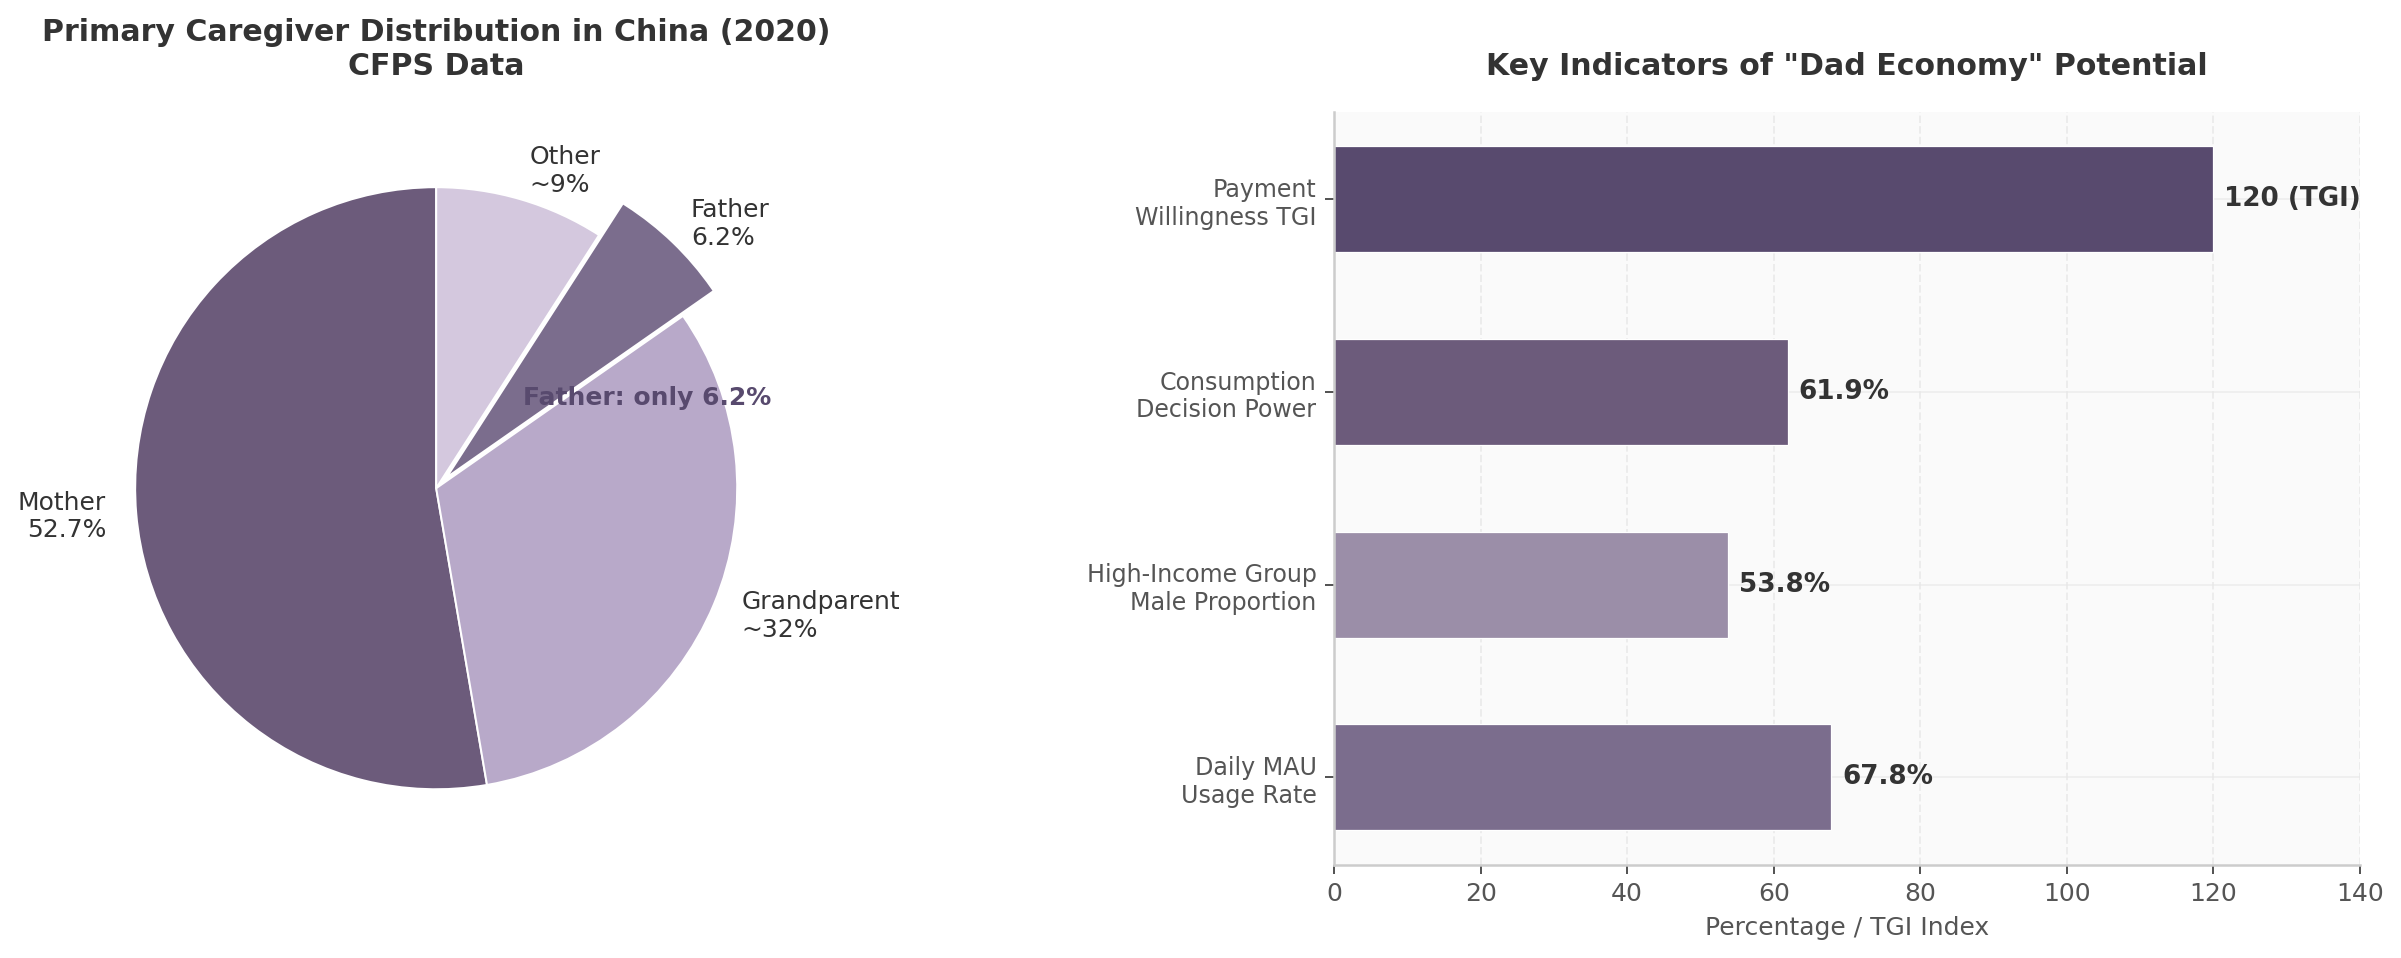 Primary Caregiver Distribution in China (2020)
CFPS Data
Other
~9%
Father
6.2%
Father: only 6.2%
Mother
52.7%
Grandparent
~32%
Key Indicators of "Dad Economy" Potential
Payment
Willingness TGI
120 (TGI)
Consumption
Decision Power
61.9%
High-Income Group
Male Proportion
53.8%
Daily MAU
Usage Rate
67.8%
0 20 40 60 80 100 120 140
Percentage / TGI Index